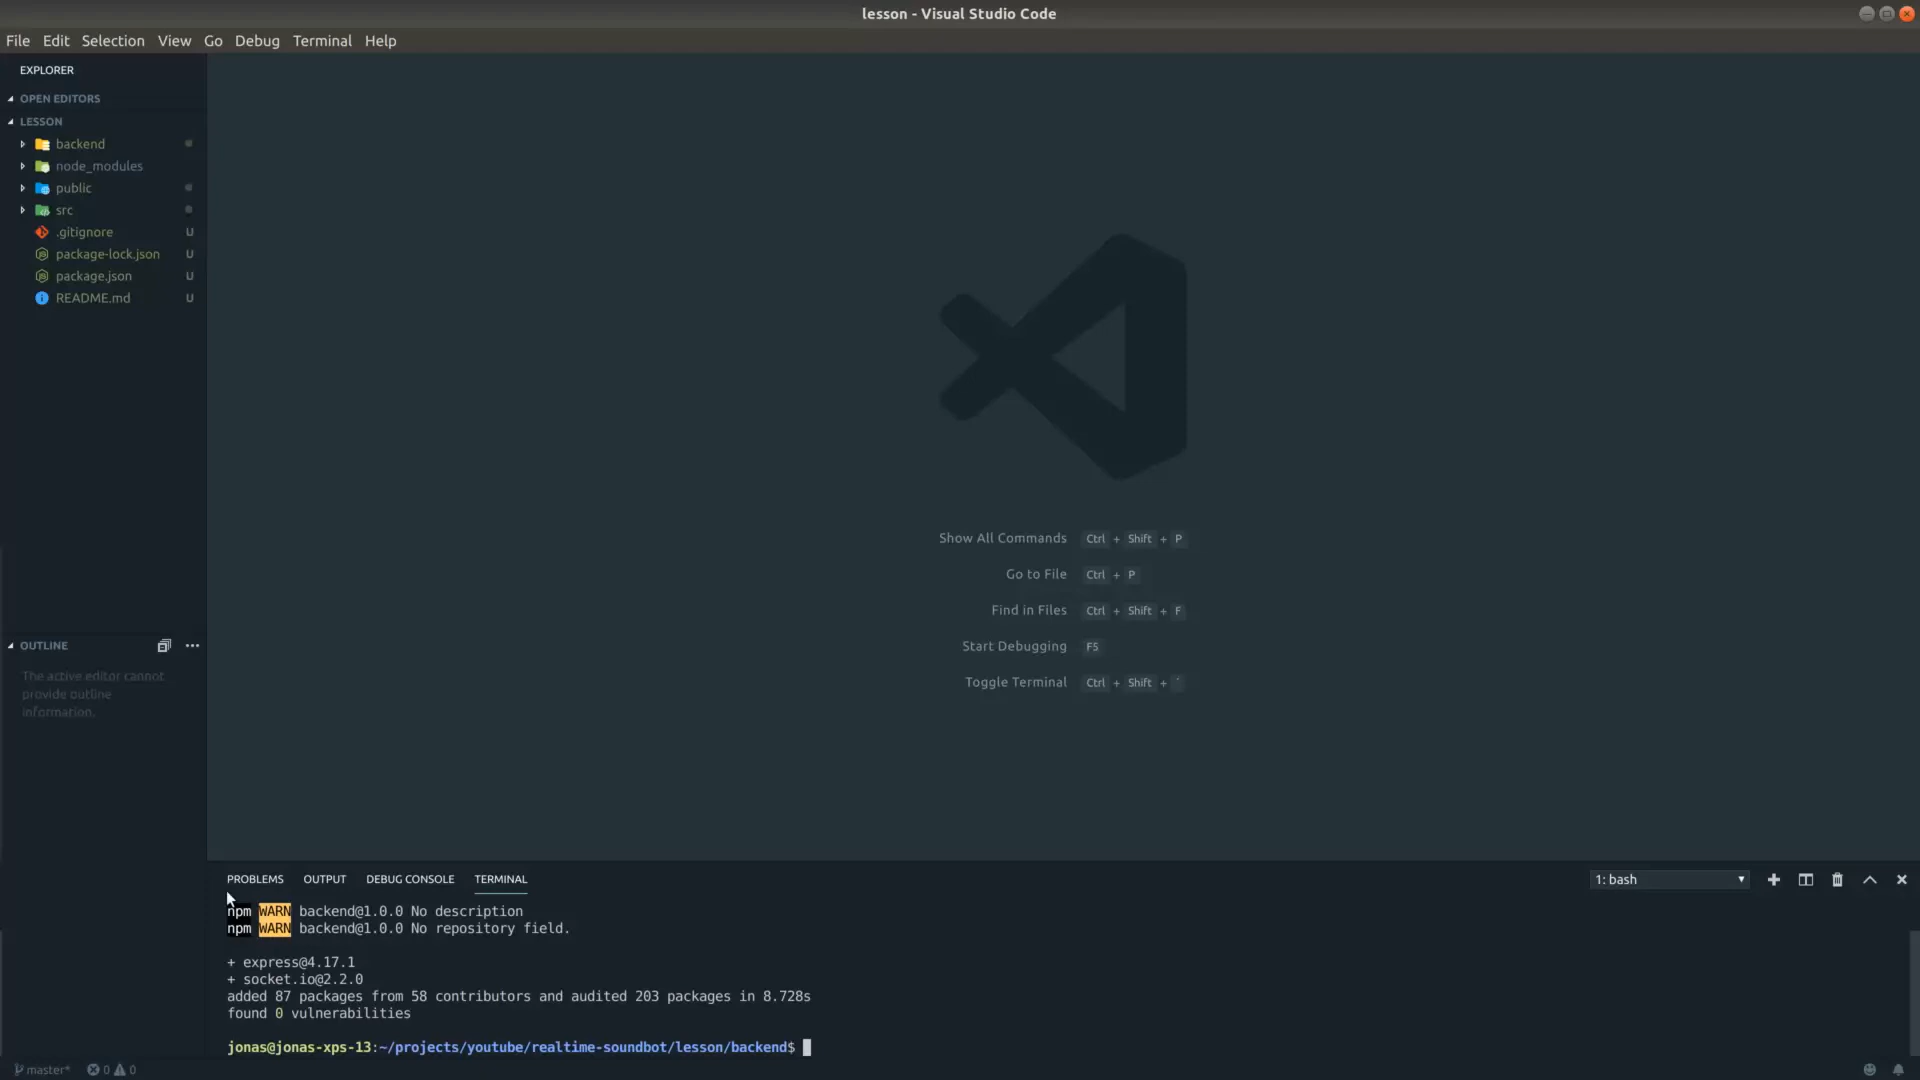 lesson - Visual Studio Code
File Edit Selection View Go Debug Terminal Help
EXPLORER
OPEN EDITORS
LESSON
backend
node_modules
public
src
.gitignore U
package-lock.json U
package.json U
README.md U
Show All Commands Ctrl + Shift + P
Go to File Ctrl + P
Find in Files Ctrl + Shift + F
Start Debugging F5
Toggle Terminal Ctrl + Shift + ´
OUTLINE
The active editor cannot
provide outline
information.
PROBLEMS OUTPUT DEBUG CONSOLE TERMINAL 1: bash
npm WARN backend@1.0.0 No description
npm WARN backend@1.0.0 No repository field.
+ express@4.17.1
+ socket.io@2.2.0
added 87 packages from 58 contributors and audited 203 packages in 8.728s
found 0 vulnerabilities
jonas@jonas-xps-13:~/projects/youtube/realtime-soundbot/lesson/backend$
master* 0 0